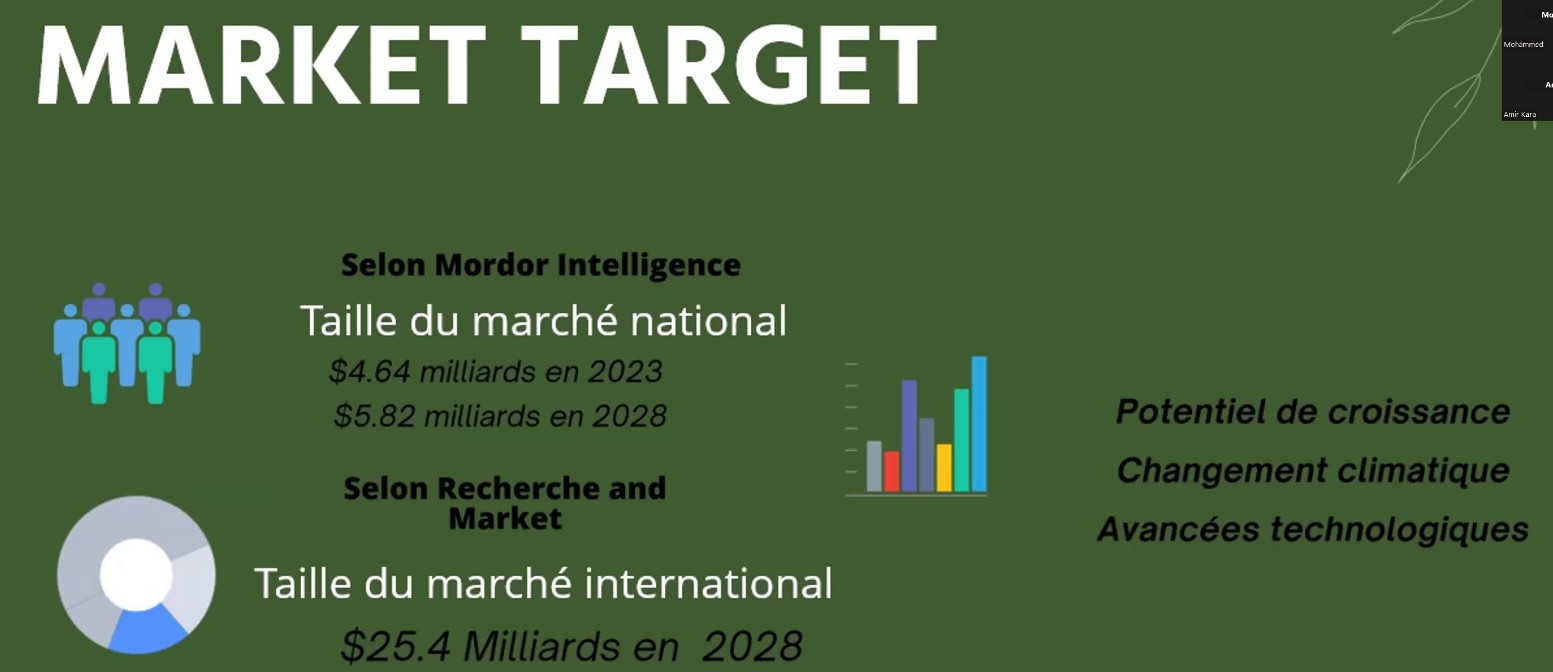 MARKET TARGET
Mohammed
Amir Karo
Selon Mordor Intelligence
Taille du marché national
$4.64 milliards en 2023
$5.82 milliards en 2028
Selon Recherche and
Market
Taille du marché international
$25.4 Milliards en 2028
Potentiel de croissance
Changement climatique
Avancées technologiques